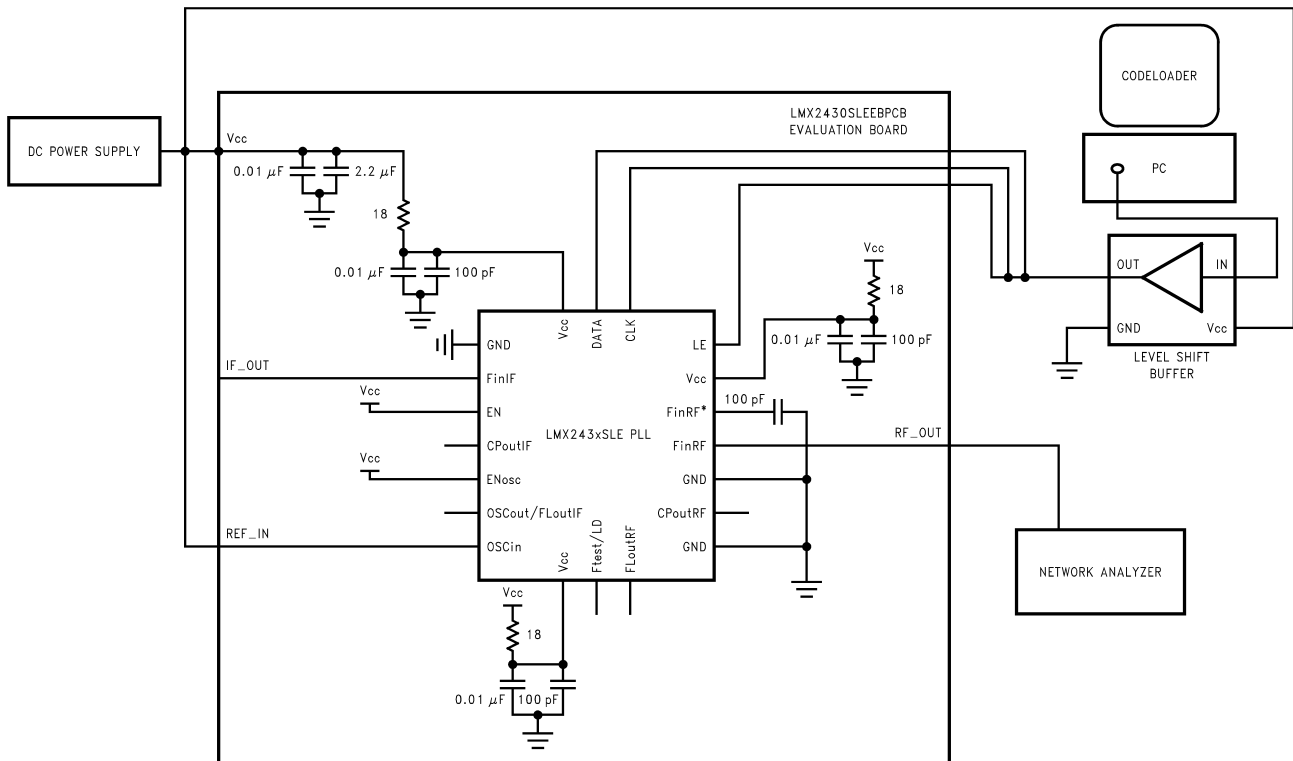 CODELOADER
LMX2430SLEEBPCB
EVALUATION BOARD
DC POWER SUPPLY
Vcc
0.01 µF
2.2 µF
PC
18
Vcc
OUT
IN
0.01 µF
100 pF
18
GND
Vcc
Vcc
DATA
CLK
GND
LE
0.01 µF
100 pF
LEVEL SHIFT
BUFFER
IF_OUT
FinIF
Vcc
Vcc
EN
100 pF
FinRF*
LMX243xSLE PLL
RF_OUT
CPoutIF
FinRF
Vcc
ENosc
GND
OSCout/FLoutIF
CPoutRF
REF_IN
OSCin
Vcc
Ftest/LD
FLoutRF
GND
NETWORK ANALYZER
Vcc
18
0.01 µF
100 pF